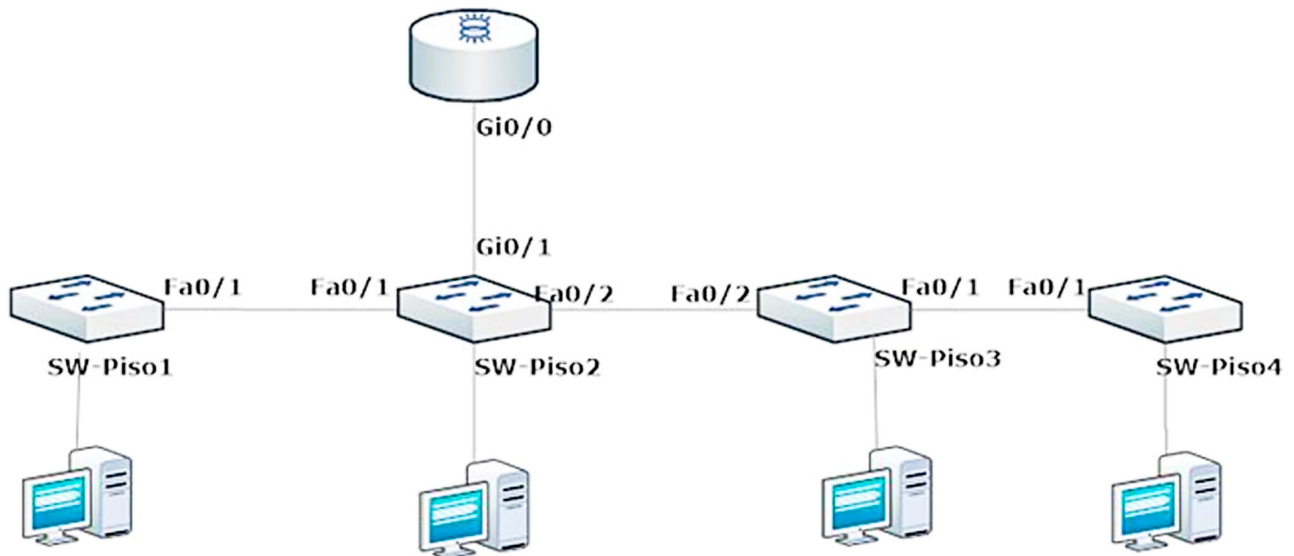 Gi0/0
Gi0/1
Fa0/1 Fa0/1 Fa0/2 Fa0/2 Fa0/1 Fa0/1
SW-Piso1 SW-Piso2 SW-Piso3 SW-Piso4